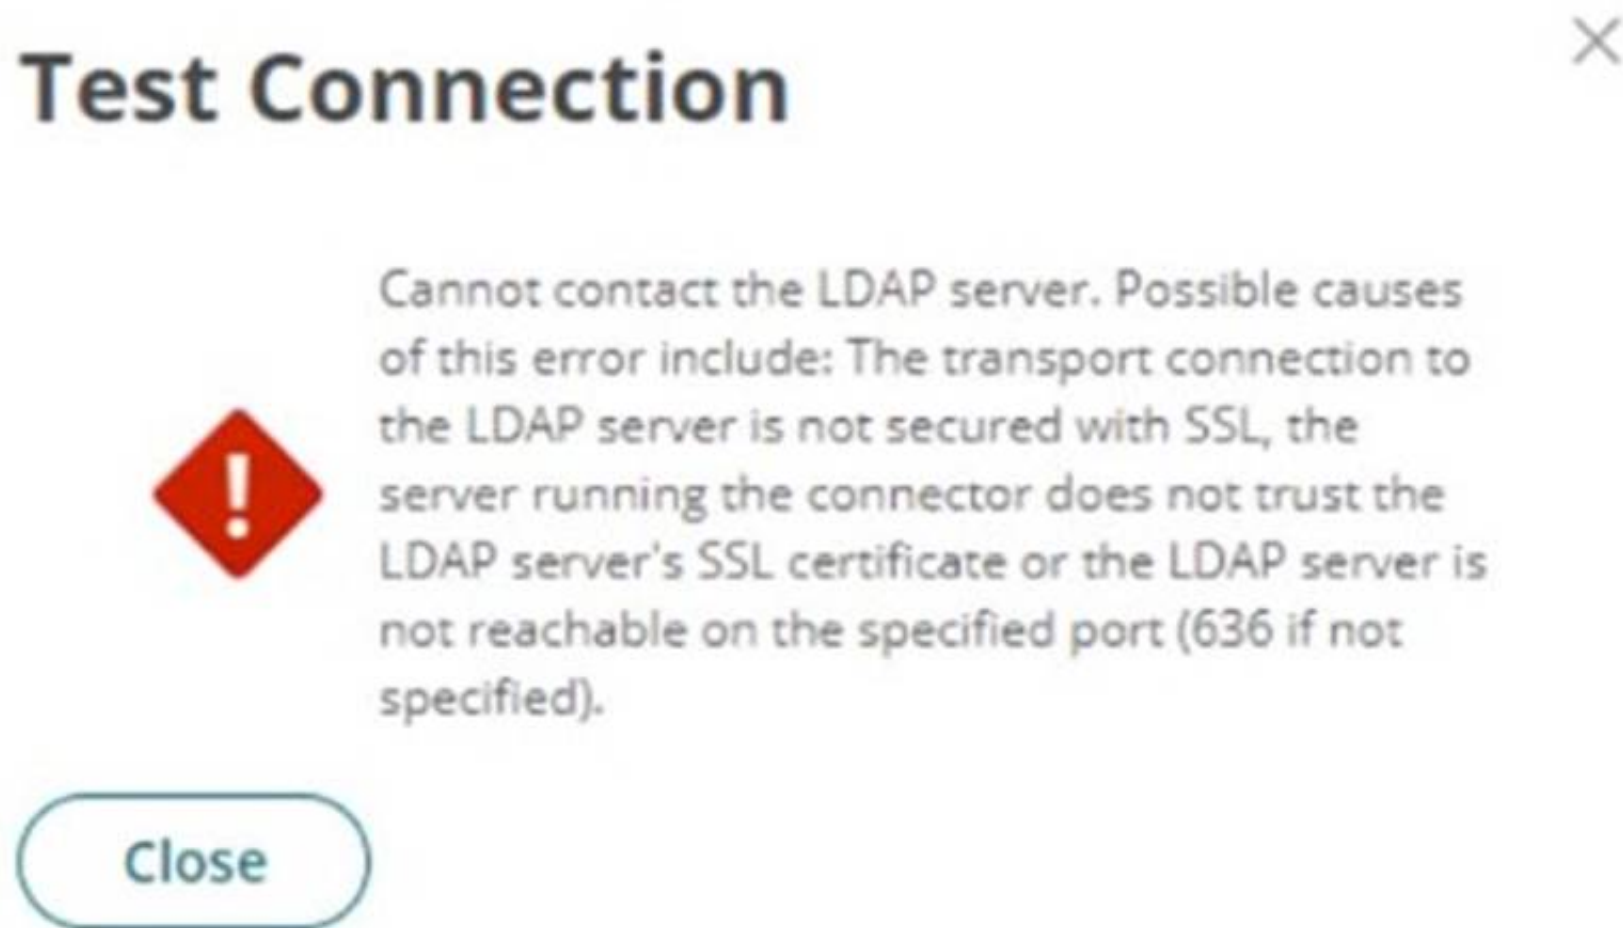 Test Connection
Cannot contact the LDAP server. Possible causes
of this error include: The transport connection to
the LDAP server is not secured with SSL, the
server running the connector does not trust the
LDAP server's SSL certificate or the LDAP server is
not reachable on the specified port (636 if not
specified).
Close